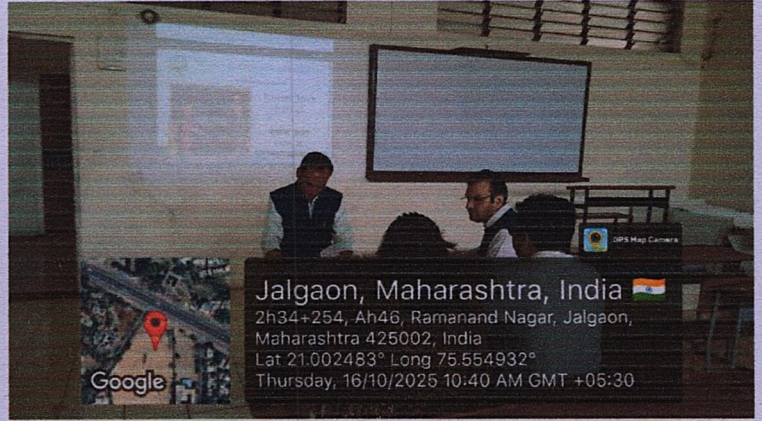 GPS Map Camera
Jalgaon, Maharashtra, India
2h34+254, Ah46, Ramanand Nagar, Jalgaon,
Maharashtra 425002, India
Lat 21.002483° Long 75.554932°
Thursday, 16/10/2025 10:40 AM GMT +05:30
Google